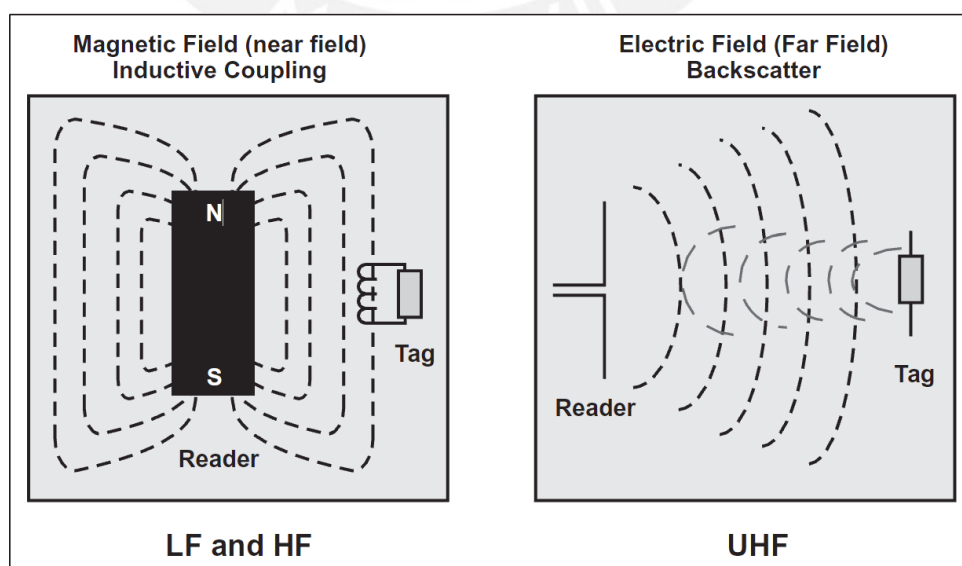 Magnetic Field (near field)
Inductive Coupling
N
S
Tag
Reader
LF and HF
Electric Field (Far Field)
Backscatter
Reader
Tag
UHF